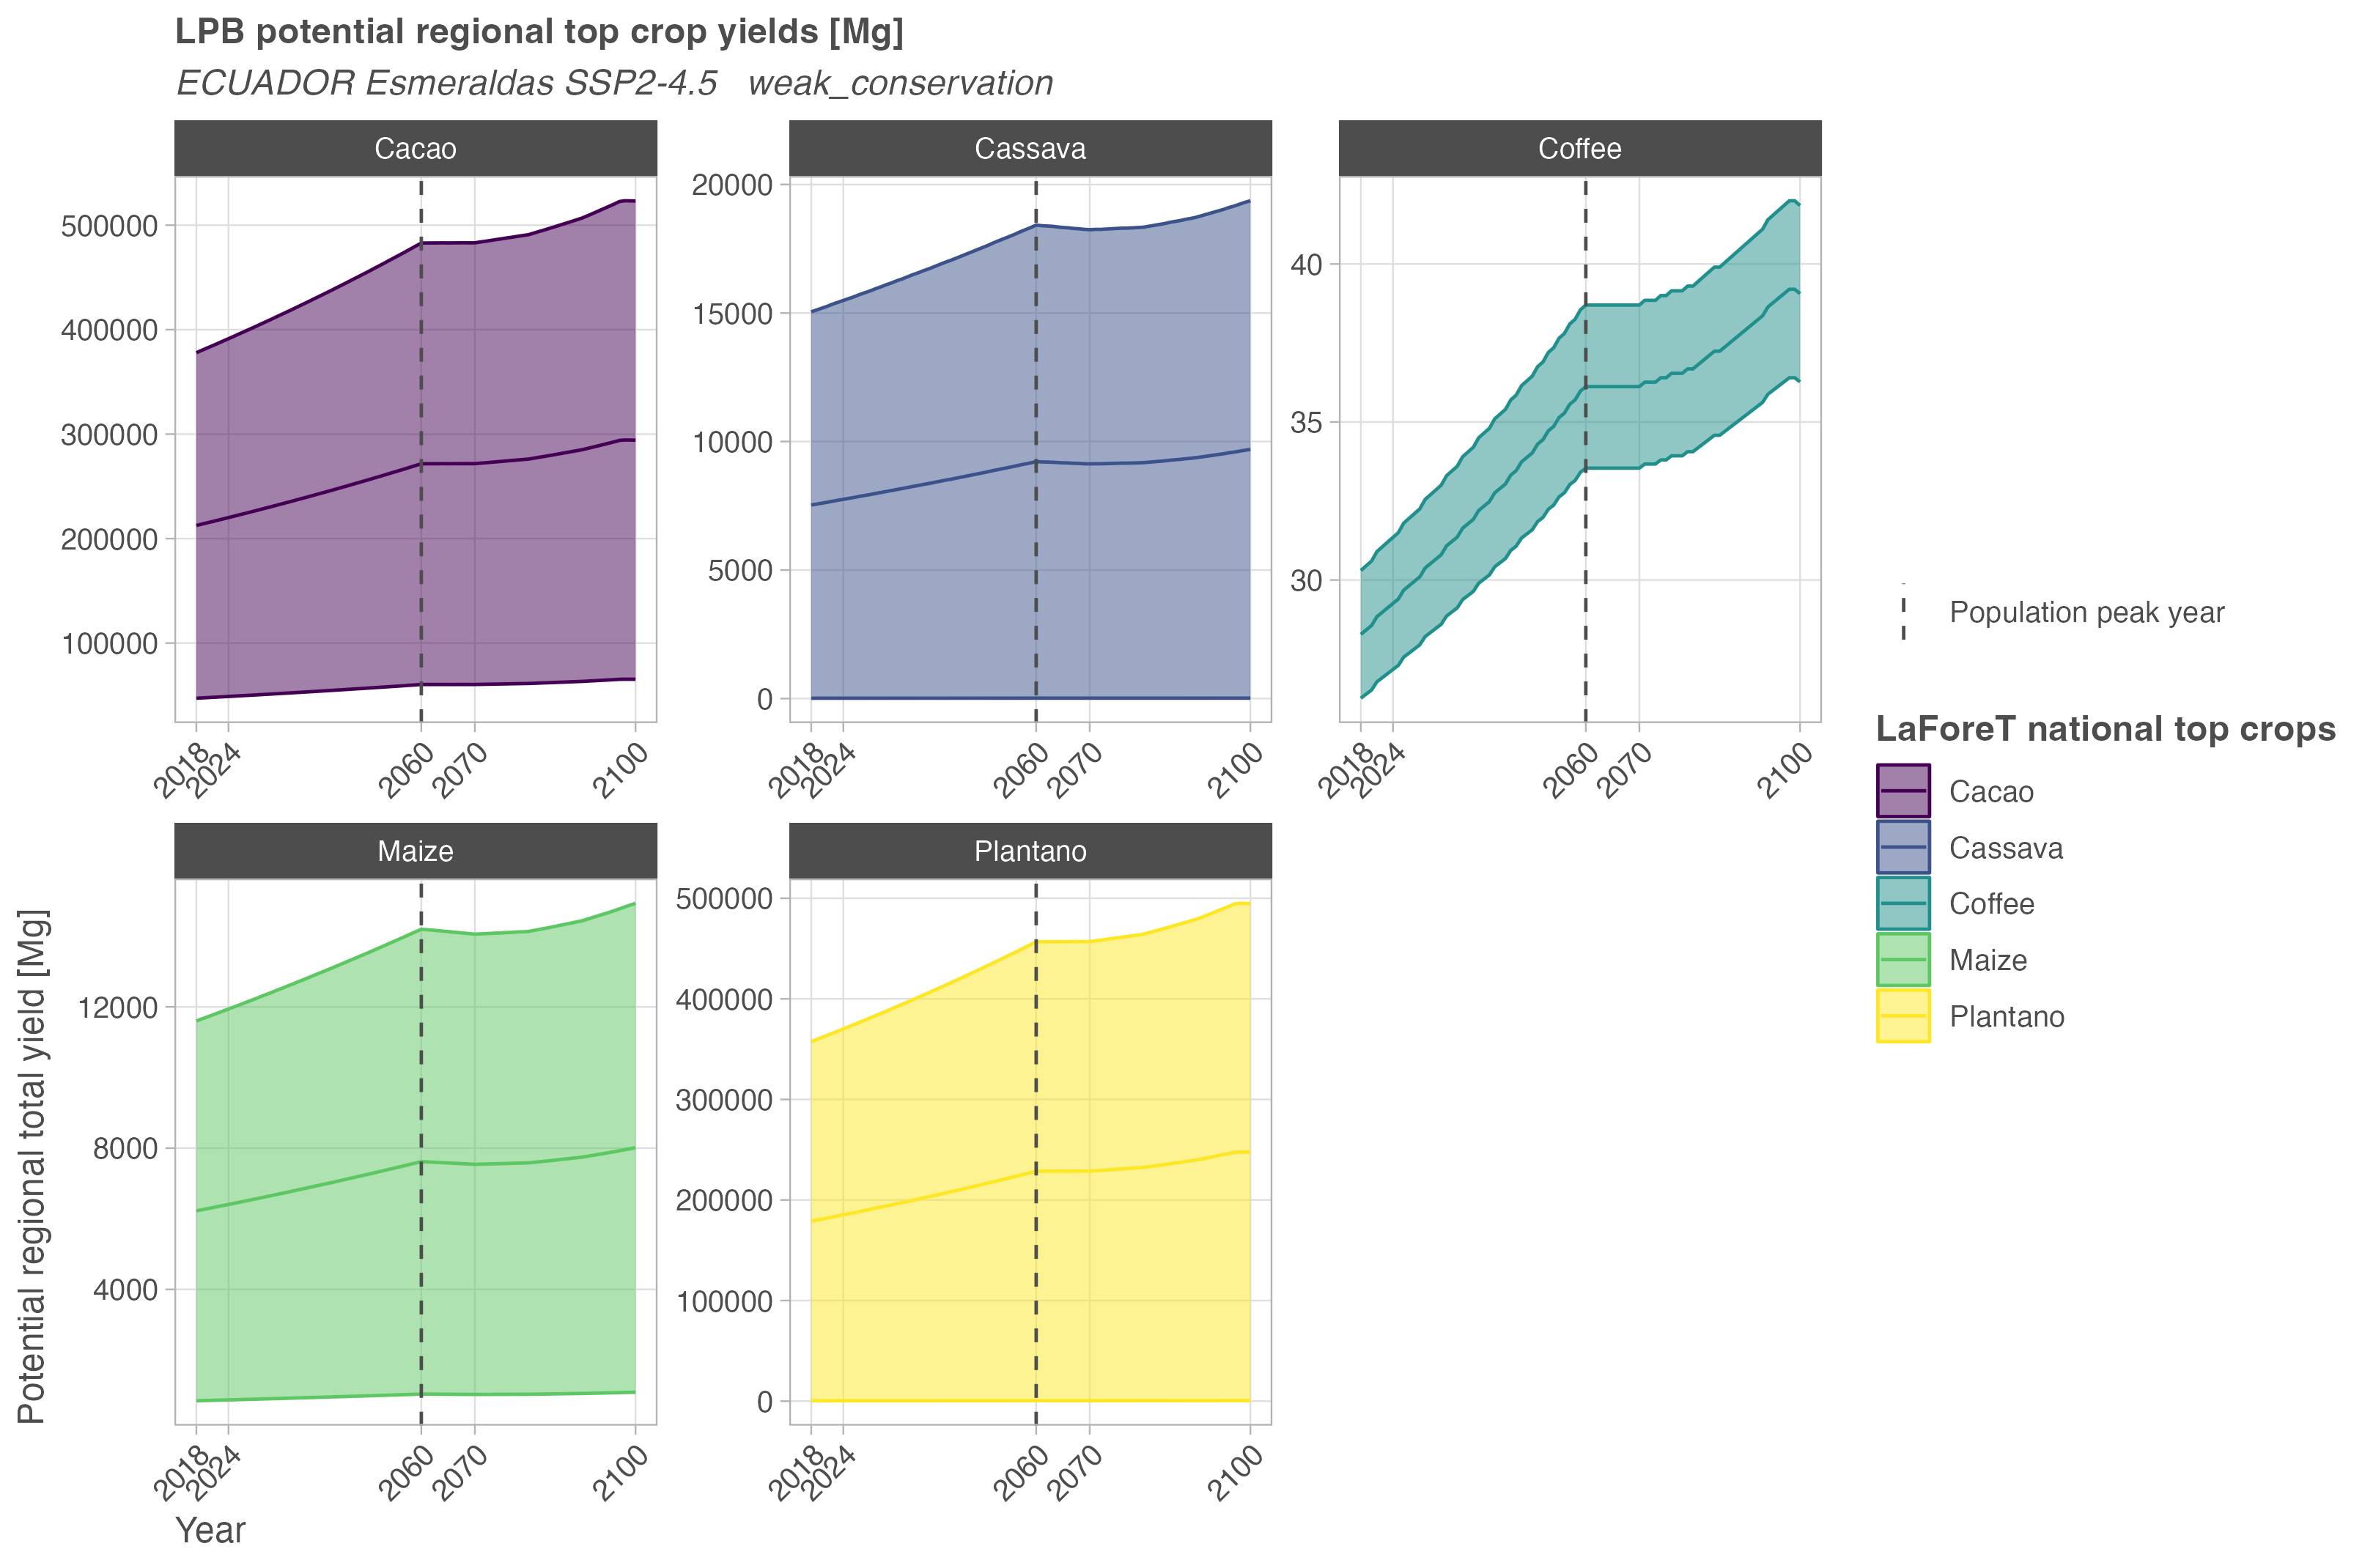 LPB potential regional top crop yields [Mg]
ECUADOR Esmeraldas SSP2-4.5   weak_conservation
Cacao
500000
400000
300000
200000
100000
2018
2024
2060
2070
2100
Cassava
20000
15000
10000
5000
0
2018
2024
2060
2070
2100
Coffee
40
35
30
2018
2024
2060
2070
2100
Maize
12000
8000
4000
2018
2024
2060
2070
2100
Plantano
500000
400000
300000
200000
100000
0
2018
2024
2060
2070
2100
Potential regional total yield [Mg]
Year
Population peak year
LaForeT national top crops
Cacao
Cassava
Coffee
Maize
Plantano